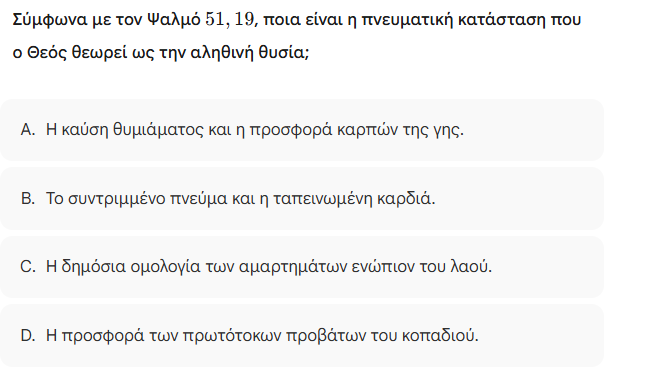 Σύμφωνα με τον Ψαλμό 51, 19, ποια είναι η πνευματική κατάσταση που
ο Θεός θεωρεί ως την αληθινή θυσία;
A. Η καύση θυμιάματος και η προσφορά καρπών της γης.
B. Το συντριμμένο πνεύμα και η ταπεινωμένη καρδιά.
C. Η δημόσια ομολογία των αμαρτημάτων ενώπιον του λαού.
D. Η προσφορά των πρωτότοκων προβάτων του κοπαδιού.